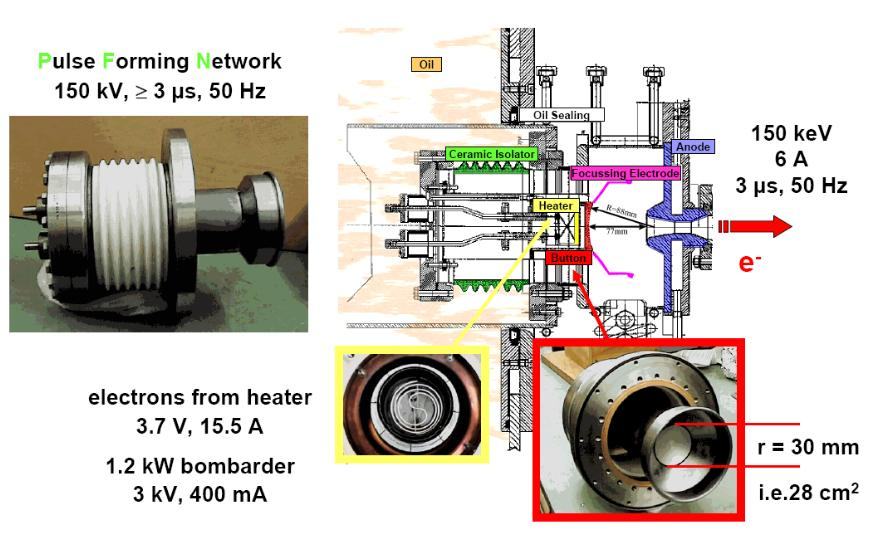 Pulse Forming Network
150 kV, ≥ 3 µs, 50 Hz
Oil
Oil Sealing
Ceramic Isolator
Anode
Focussing Electrode
Heater
R=88mm
77mm
Button
150 keV
6 A
3 µs, 50 Hz
e-
electrons from heater
3.7 V, 15.5 A
1.2 kW bombarder
3 kV, 400 mA
r = 30 mm
i.e.28 cm²